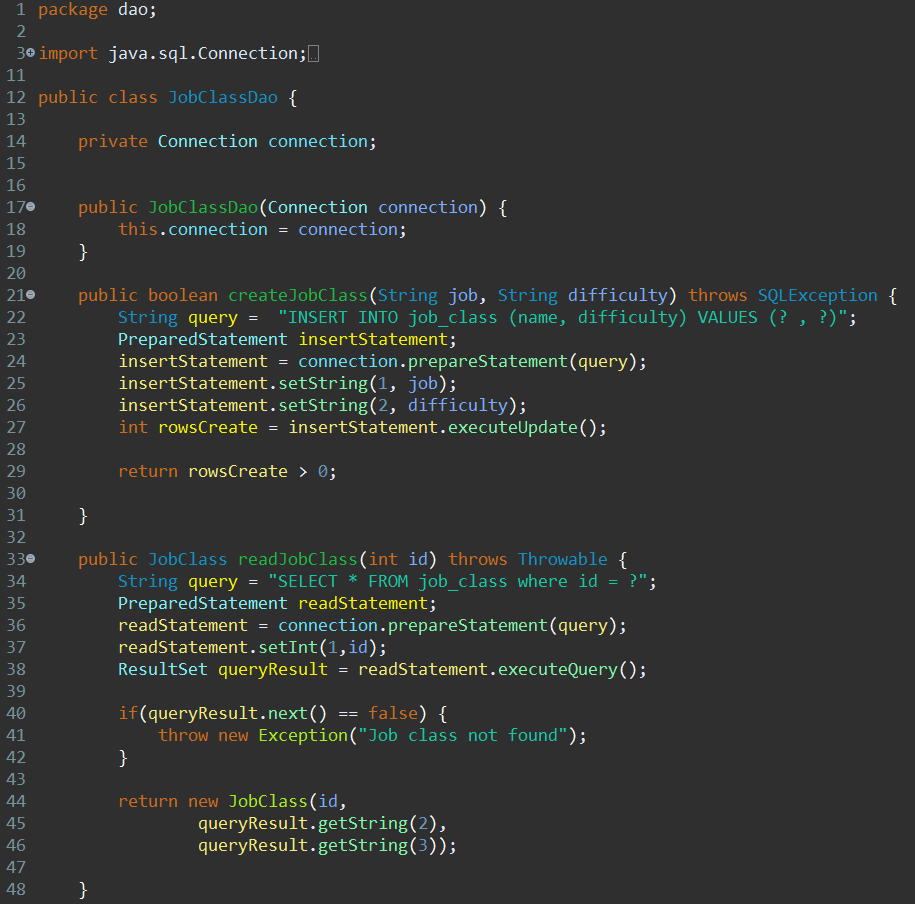 1 package dao;
2
3 import java.sql.Connection;
11
12 public class JobClassDao {
13
14     private Connection connection;
15
16
17     public JobClassDao(Connection connection) {
18         this.connection = connection;
19     }
20
21     public boolean createJobClass(String job, String difficulty) throws SQLException {
22         String query =  "INSERT INTO job_class (name, difficulty) VALUES (? , ?)";
23         PreparedStatement insertStatement;
24         insertStatement = connection.prepareStatement(query);
25         insertStatement.setString(1, job);
26         insertStatement.setString(2, difficulty);
27         int rowsCreate = insertStatement.executeUpdate();
28
29         return rowsCreate > 0;
30
31     }
32
33     public JobClass readJobClass(int id) throws Throwable {
34         String query = "SELECT * FROM job_class where id = ?";
35         PreparedStatement readStatement;
36         readStatement = connection.prepareStatement(query);
37         readStatement.setInt(1,id);
38         ResultSet queryResult = readStatement.executeQuery();
39
40         if(queryResult.next() == false) {
41             throw new Exception("Job class not found");
42         }
43
44         return new JobClass(id,
45                 queryResult.getString(2),
46                 queryResult.getString(3));
47
48     }